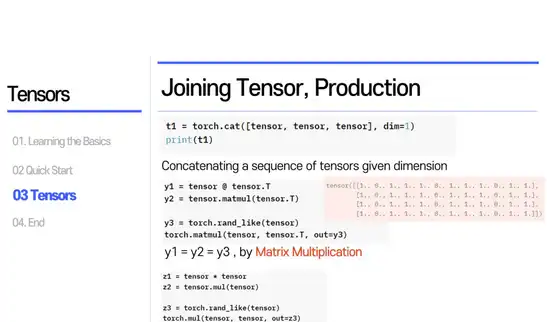 Tensors
01. Learning the Basics
02 Quick Start
03 Tensors
04. End
Joining Tensor, Production
t1 = torch.cat([tensor, tensor, tensor], dim=1)
print(t1)
Concatenating a sequence of tensors given dimension
y1 = tensor @ tensor.T
y2 = tensor.matmul(tensor.T)
y3 = torch.rand_like(tensor)
torch.matmul(tensor, tensor.T, out=y3)
tensor([[1., 0., 1., 1., 1., 0., 1., 1., 1., 0., 1., 1.],
[1., 0., 1., 1., 1., 0., 1., 1., 1., 0., 1., 1.],
[1., 0., 1., 1., 1., 0., 1., 1., 1., 0., 1., 1.],
[1., 0., 1., 1., 1., 0., 1., 1., 1., 0., 1., 1.]])
y1 = y2 = y3 , by Matrix Multiplication
z1 = tensor * tensor
z2 = tensor.mul(tensor)
z3 = torch.rand_like(tensor)
torch.mul(tensor, tensor, out=z3)